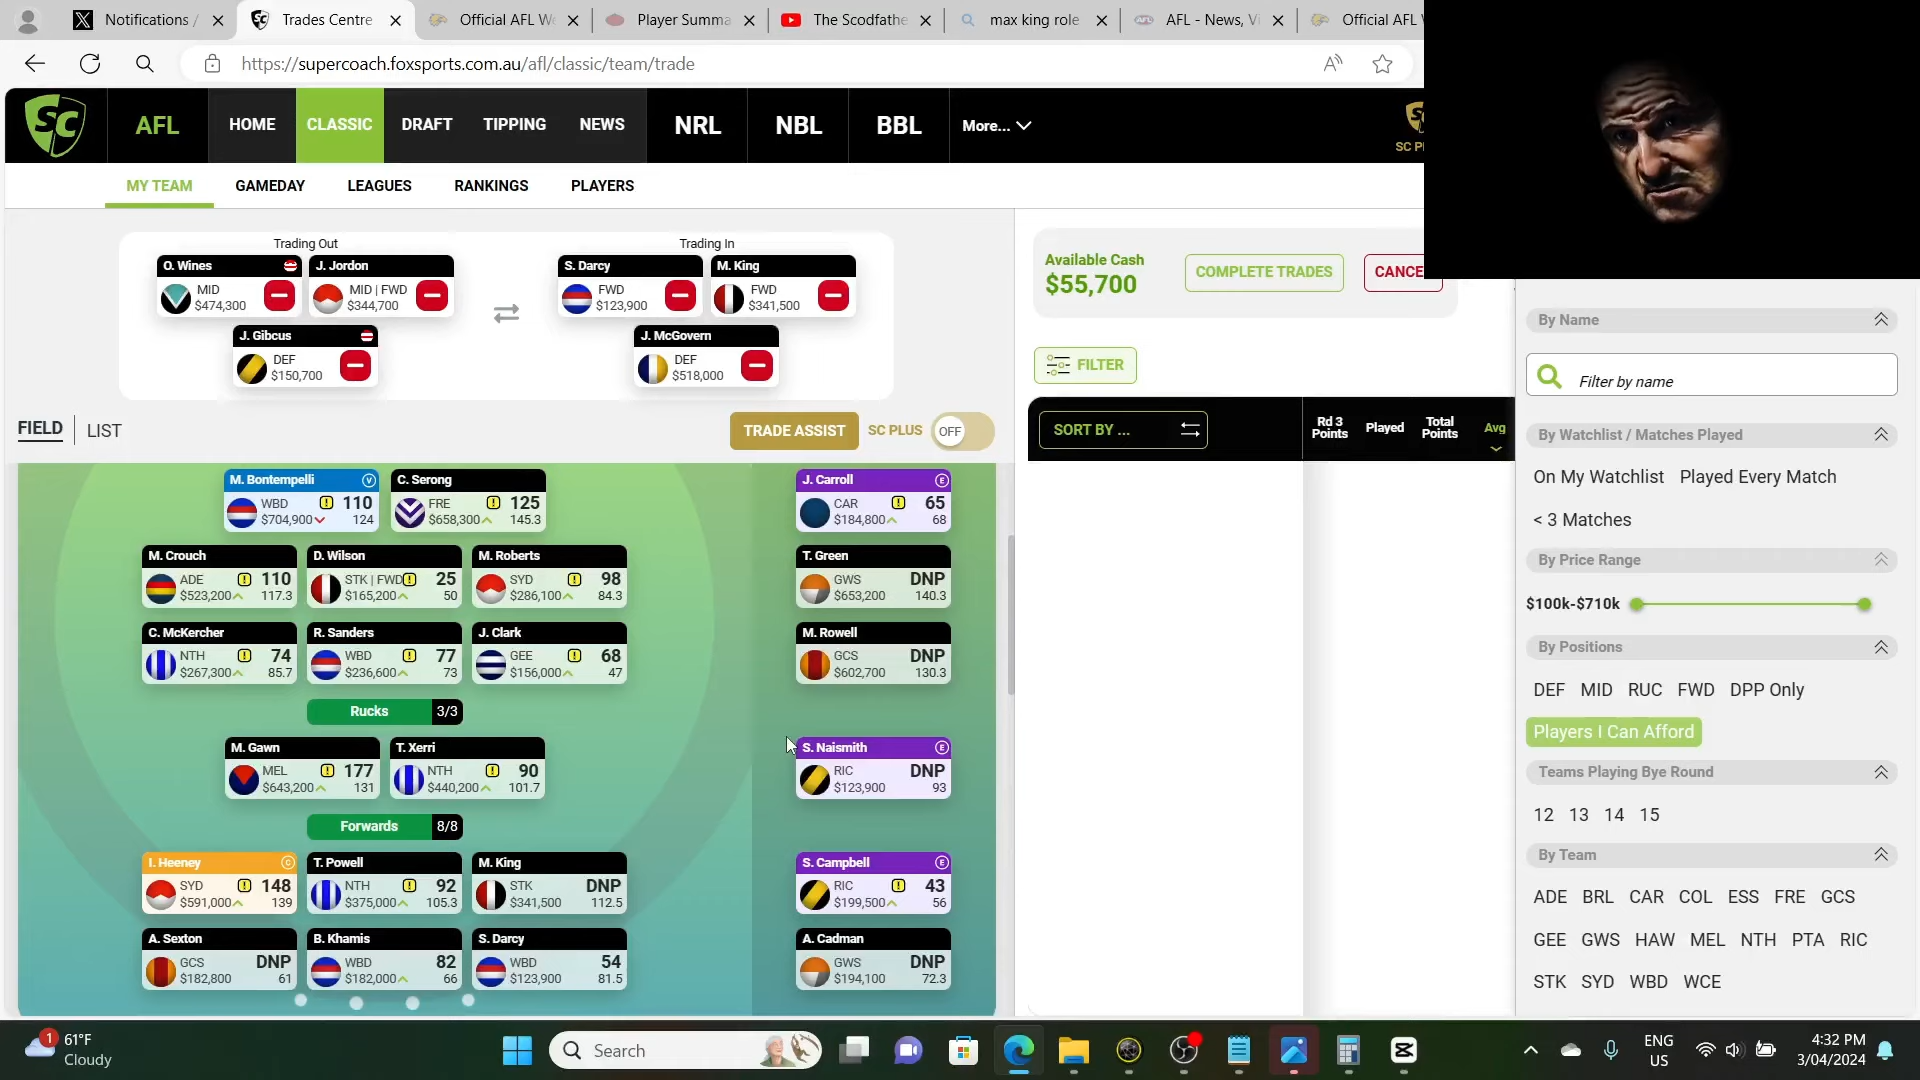 Notifications /
Trades Centre
Official AFL W
Player Summa
The Scodfathe
max king role
AFL - News, Vi
Official AFL
https://supercoach.foxsports.com.au/afl/classic/team/trade
SC
AFL
HOME
CLASSIC
DRAFT
TIPPING
NEWS
NRL
NBL
BBL
More...
SC PL
MY TEAM
GAMEDAY
LEAGUES
RANKINGS
PLAYERS
Trading Out
Trading In
O. Wines
MID
$474,300
J. Jordon
MID | FWD
$344,700
J. Gibcus
DEF
$150,700
S. Darcy
FWD
$123,900
M. King
FWD
$341,500
J. McGovern
DEF
$518,000
Available Cash
$55,700
COMPLETE TRADES
CANCE
FILTER
FIELD
LIST
TRADE ASSIST
SC PLUS
OFF
SORT BY ...
Rd 3 Points
Played
Total Points
Avg
M. Bontempelli V
WBD 110
$704,900 124
C. Serong
FRE 125
$658,300 145.3
J. Carroll E
CAR 65
$184,800 68
M. Crouch
ADE 110
$523,200 117.3
D. Wilson
STK | FWD 25
$165,200 50
M. Roberts
SYD 98
$286,100 84.3
T. Green
GWS DNP
$653,200 140.3
C. McKercher
NTH 74
$267,300 85.7
R. Sanders
WBD 77
$236,600 73
J. Clark
GEE 68
$156,000 47
M. Rowell
GCS DNP
$602,700 130.3
Rucks 3/3
M. Gawn
MEL 177
$643,200 131
T. Xerri
NTH 90
$440,200 101.7
S. Naismith E
RIC DNP
$123,900 93
Forwards 8/8
I. Heeney C
SYD 148
$591,000 139
T. Powell
NTH 92
$375,000 105.3
M. King
STK DNP
$341,500 112.5
S. Campbell E
RIC 43
$199,500 56
A. Sexton
GCS DNP
$182,800 61
B. Khamis
WBD 82
$182,000 66
S. Darcy
WBD 54
$123,900 81.5
A. Cadman
GWS DNP
$194,100 72.3
By Name
Filter by name
By Watchlist / Matches Played
On My Watchlist Played Every Match
< 3 Matches
By Price Range
$100k-$710k
By Positions
DEF MID RUC FWD DPP Only
Players I Can Afford
Teams Playing Bye Round
12 13 14 15
By Team
ADE BRL CAR COL ESS FRE GCS
GEE GWS HAW MEL NTH PTA RIC
STK SYD WBD WCE
1
61°F
Cloudy
Search
ENG
US
4:32 PM
3/04/2024